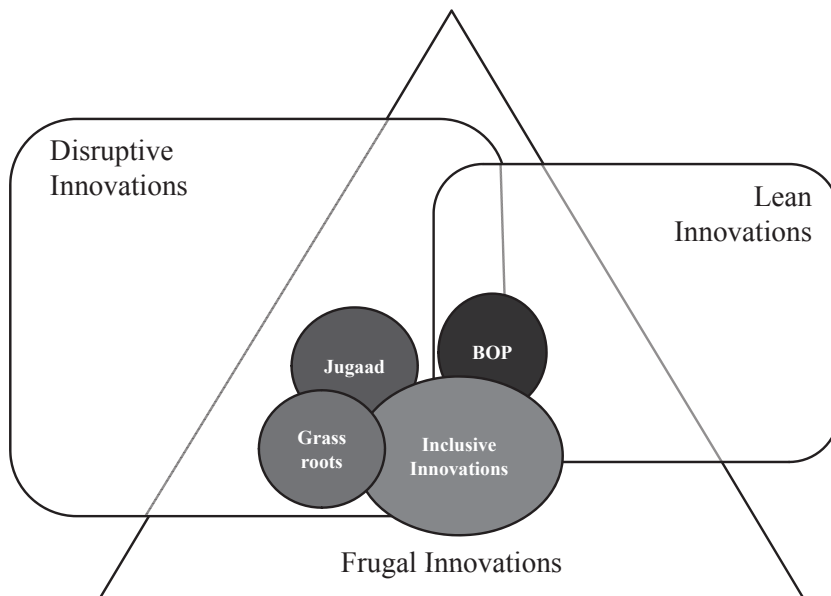 Disruptive
Innovations
Lean
Innovations
Jugaad
BOP
Grass
roots
Inclusive
Innovations
Frugal Innovations